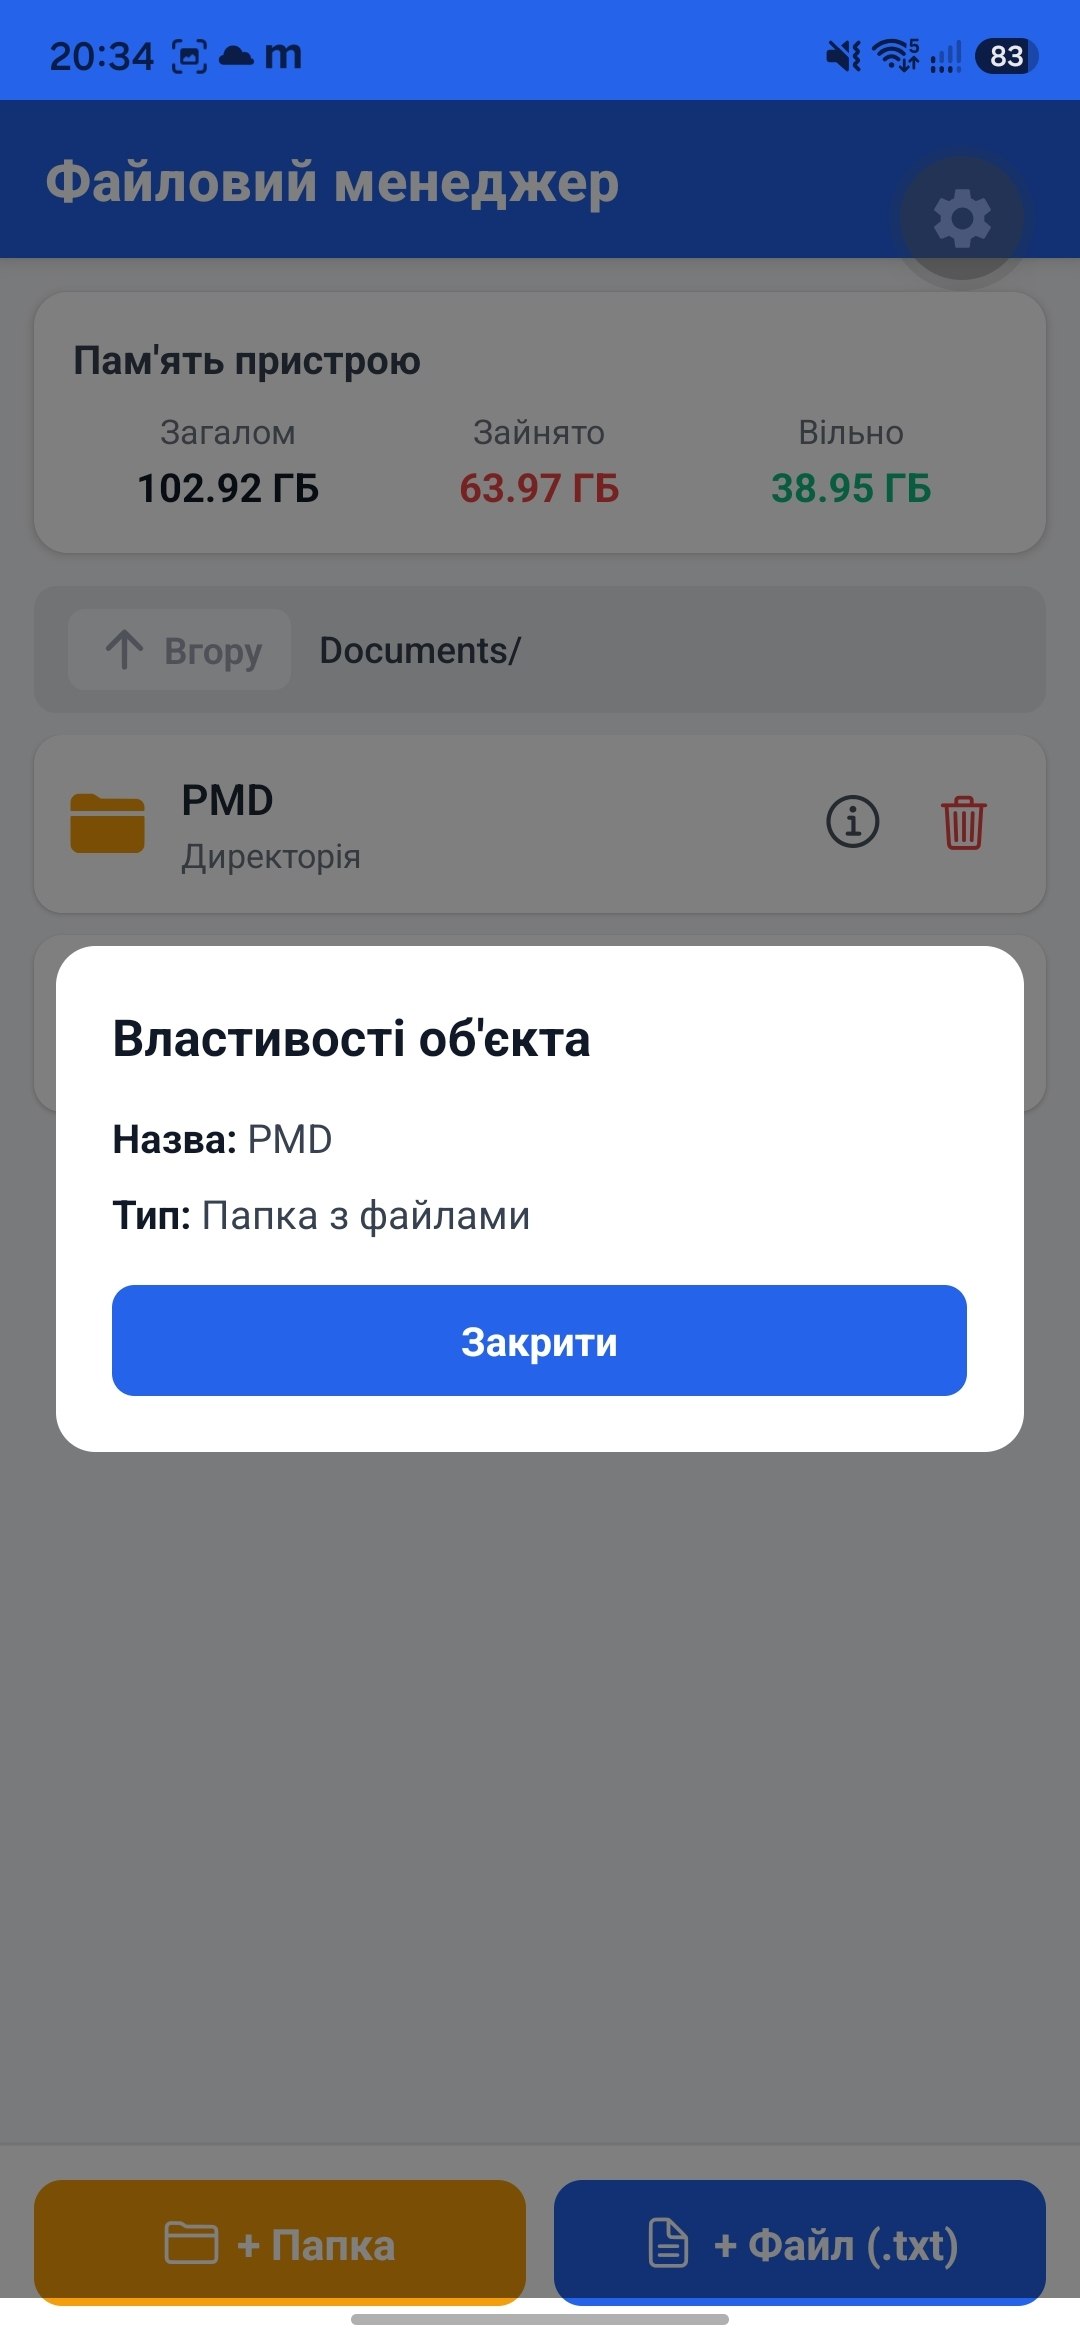 20:34 m 5 83
Файловий менеджер
Пам'ять пристрою
Загалом Зайнято Вільно
102.92 ГБ 63.97 ГБ 38.95 ГБ
Вгору Documents/
PMD
Директорія
Властивості об'єкта
Назва: PMD
Тип: Папка з файлами
Закрити
+ Папка + Файл (.txt)